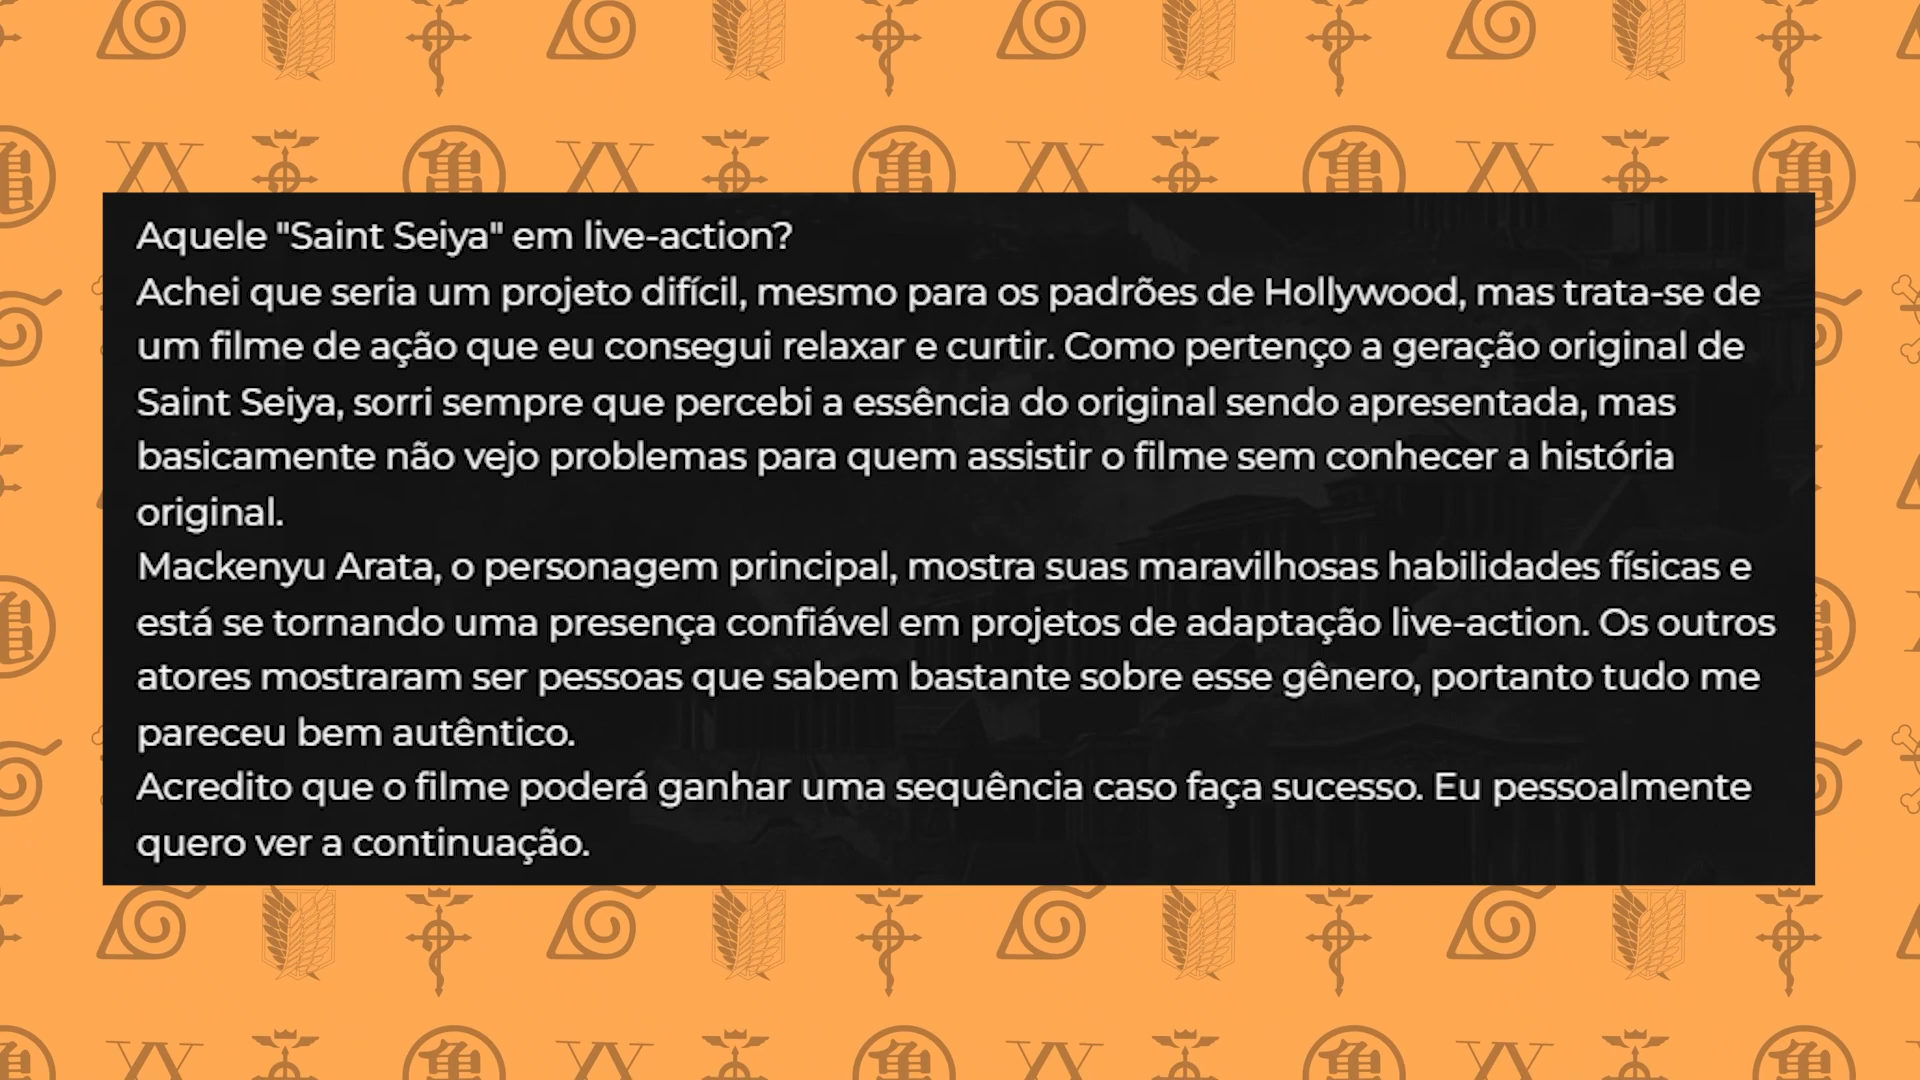 Aquele "Saint Seiya" em live-action?
Achei que seria um projeto difícil, mesmo para os padrões de Hollywood, mas trata-se de
um filme de ação que eu consegui relaxar e curtir. Como pertenço a geração original de
Saint Seiya, sorri sempre que percebi a essência do original sendo apresentada, mas
basicamente não vejo problemas para quem assistir o filme sem conhecer a história
original.
Mackenyu Arata, o personagem principal, mostra suas maravilhosas habilidades físicas e
está se tornando uma presença confiável em projetos de adaptação live-action. Os outros
atores mostraram ser pessoas que sabem bastante sobre esse gênero, portanto tudo me
pareceu bem autêntico.
Acredito que o filme poderá ganhar uma sequência caso faça sucesso. Eu pessoalmente
quero ver a continuação.